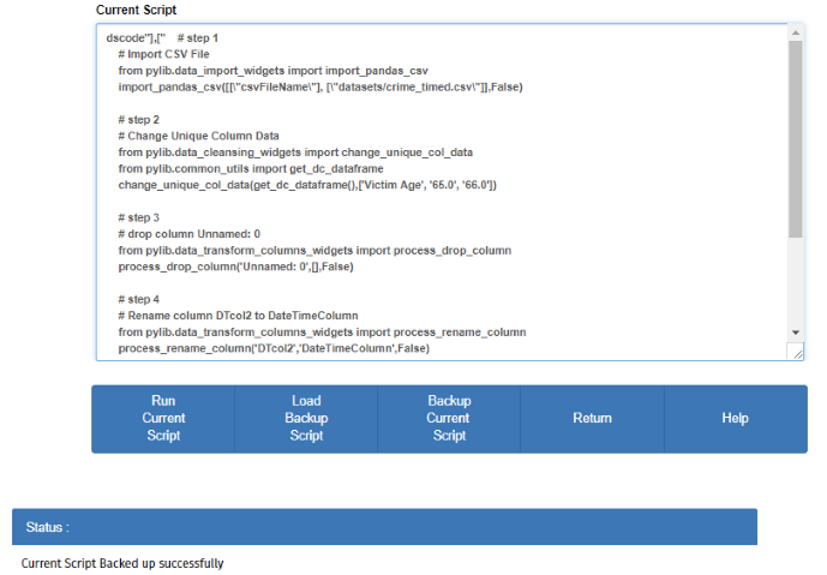 Current Script
dscode"],["    # step 1
# Import CSV File
from pylib.data_import_widgets import import_pandas_csv
import_pandas_csv([[\"csvFileName\"], [\"datasets/crime_timed.csv\"]],False)
# step 2
# Change Unique Column Data
from pylib.data_cleansing_widgets import change_unique_col_data
from pylib.common_utils import get_dc_dataframe
change_unique_col_data(get_dc_dataframe(),['Victim Age', '65.0', '66.0'])
# step 3
# drop column Unnamed: 0
from pylib.data_transform_columns_widgets import process_drop_column
process_drop_column('Unnamed: 0',[],False)
# step 4
# Rename column DTcol2 to DateTimeColumn
from pylib.data_transform_columns_widgets import process_rename_column
process_rename_column('DTcol2','DateTimeColumn',False)
Run
Current
Script
Load
Backup
Script
Backup
Current
Script
Return
Help
Status :
Current Script Backed up successfully